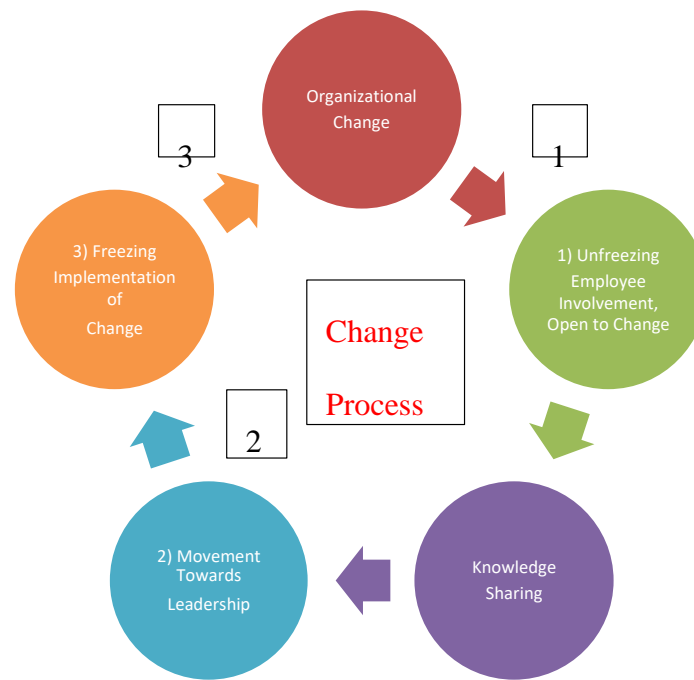 Organizational
Change
1
1) Unfreezing
Employee
Involvement,
Open to Change
Knowledge
Sharing
2) Movement
Towards
Leadership
2
3) Freezing
Implementation
of
Change
3
Change
Process